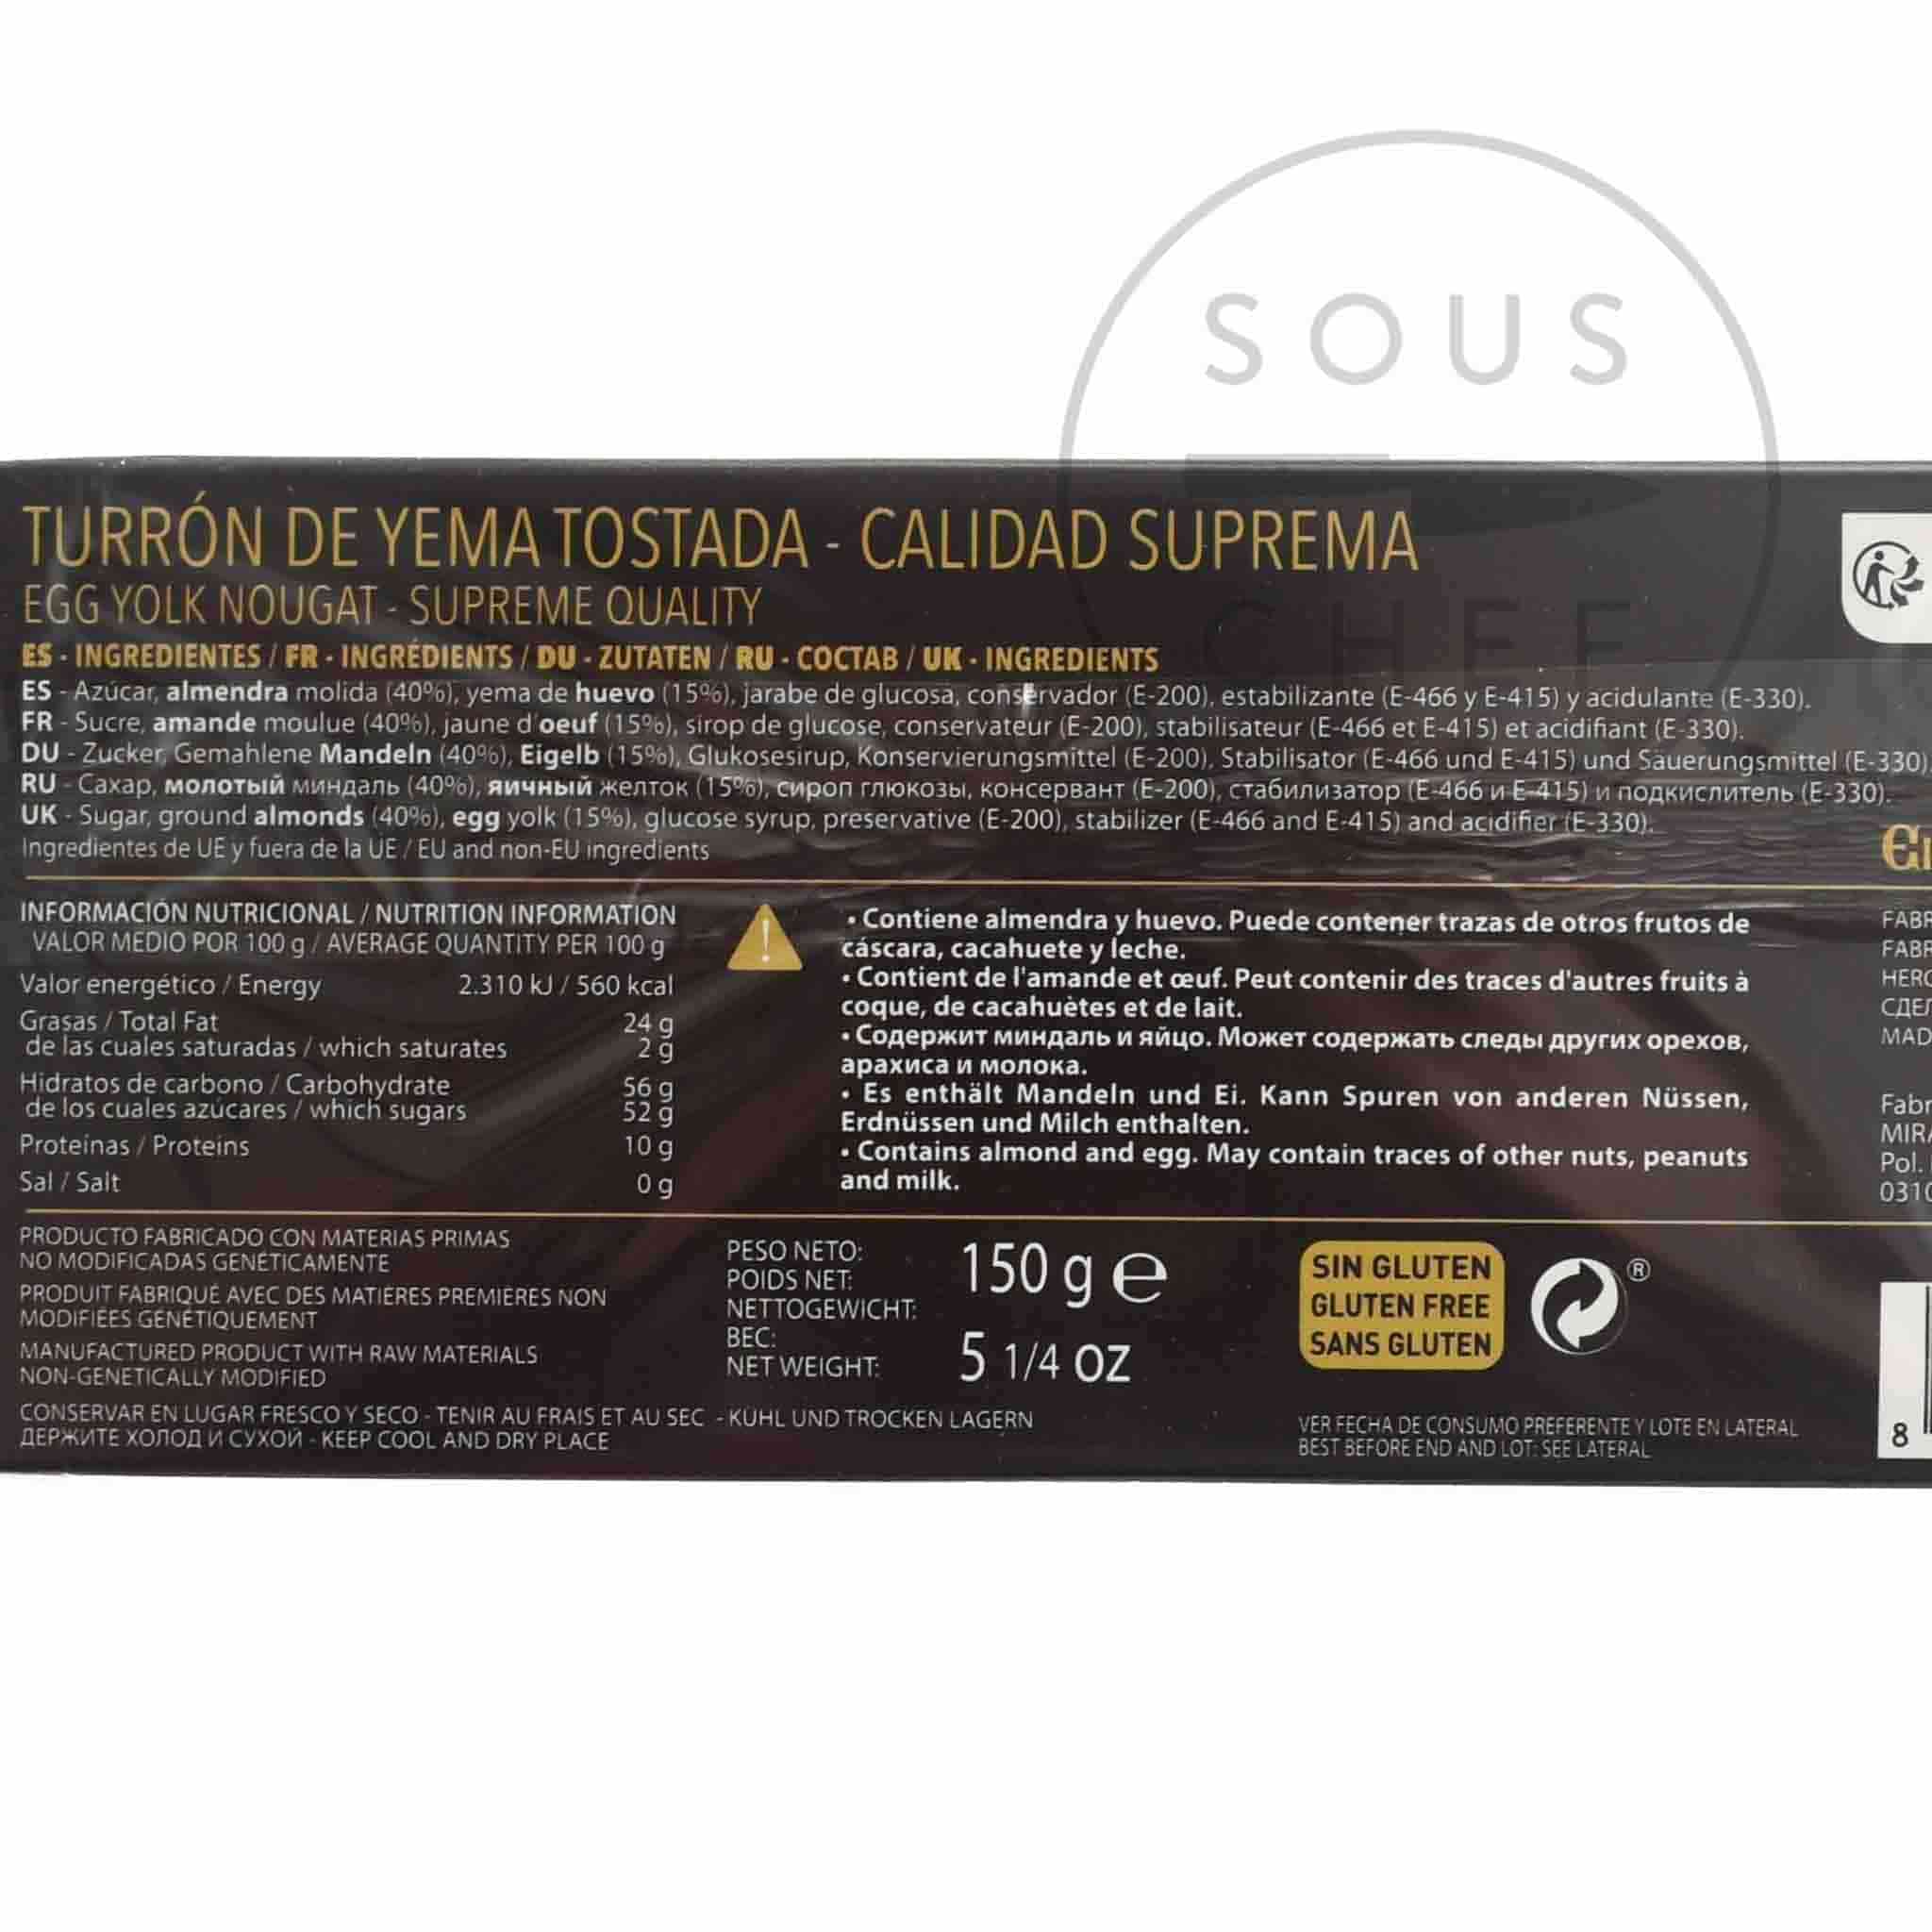 SOUS
CHEF
TURRÓN DE YEMA TOSTADA - CALIDAD SUPREMA
EGG YOLK NOUGAT - SUPREME QUALITY
ES - INGREDIENTES / FR - INGRÉDIENTS / DU - ZUTATEN / RU - COCTAB / UK - INGREDIENTS
ES - Azúcar, almendra molida (40%), yema de huevo (15%), jarabe de glucosa, conservador (E-200), estabilizante (E-466 y E-415) y acidulante (E-330).
FR - Sucre, amande moulue (40%), jaune d'oeuf (15%), sirop de glucose, conservateur (E-200), stabilisateur (E-466 et E-415) et acidifiant (E-330).
DU - Zucker, Gemahlene Mandeln (40%), Eigelb (15%), Glukosesirup, Konservierungsmittel (E-200), Stabilisator (E-466 und E-415) und Säuerungsmittel (E-330).
RU - Сахар, молотый миндаль (40%), яичный желток (15%), сироп глюкозы, консервант (E-200), стабилизатор (E-466 и E-415) и подкислитель (E-330).
UK - Sugar, ground almonds (40%), egg yolk (15%), glucose syrup, preservative (E-200), stabilizer (E-466 and E-415) and acidifier (E-330).
Ingredientes de UE y fuera de la UE / EU and non-EU ingredients
INFORMACIÓN NUTRICIONAL / NUTRITION INFORMATION
VALOR MEDIO POR 100 g / AVERAGE QUANTITY PER 100 g
Valor energético / Energy 2.310 kJ / 560 kcal
Grasas / Total Fat 24 g
de las cuales saturadas / which saturates 2 g
Hidratos de carbono / Carbohydrate 56 g
de los cuales azúcares / which sugars 52 g
Proteínas / Proteins 10 g
Sal / Salt 0 g
• Contiene almendra y huevo. Puede contener trazas de otros frutos de
cáscara, cacahuete y leche.
• Contient de l'amande et œuf. Peut contenir des traces d'autres fruits à
coque, de cacahuètes et de lait.
• Содержит миндаль и яйцо. Может содержать следы других орехов,
арахиса и молока.
• Es enthält Mandeln und Ei. Kann Spuren von anderen Nüssen,
Erdnüssen und Milch enthalten.
• Contains almond and egg. May contain traces of other nuts, peanuts
and milk.
PRODUCTO FABRICADO CON MATERIAS PRIMAS
NO MODIFICADAS GENÉTICAMENTE
PRODUIT FABRIQUÉ AVEC DES MATIÈRES PREMIÈRES NON
MODIFIÉES GÉNÉTIQUEMENT
MANUFACTURED PRODUCT WITH RAW MATERIALS
NON-GENETICALLY MODIFIED
PESO NETO:
POIDS NET:
NETTOGEWICHT:
BEC:
NET WEIGHT:
150 g e
5 1/4 OZ
SIN GLUTEN
GLUTEN FREE
SANS GLUTEN
®
CONSERVAR EN LUGAR FRESCO Y SECO - TENIR AU FRAIS ET AU SEC - KÜHL UND TROCKEN LAGERN
ДЕРЖИТЕ ХОЛОД И СУХОЙ - KEEP COOL AND DRY PLACE
VER FECHA DE CONSUMO PREFERENTE Y LOTE EN LATERAL
BEST BEFORE END AND LOT: SEE LATERAL
FABR
FABR
HERG
СДЕЛ
MAD
Fabr
MIRA
Pol.
0310
8